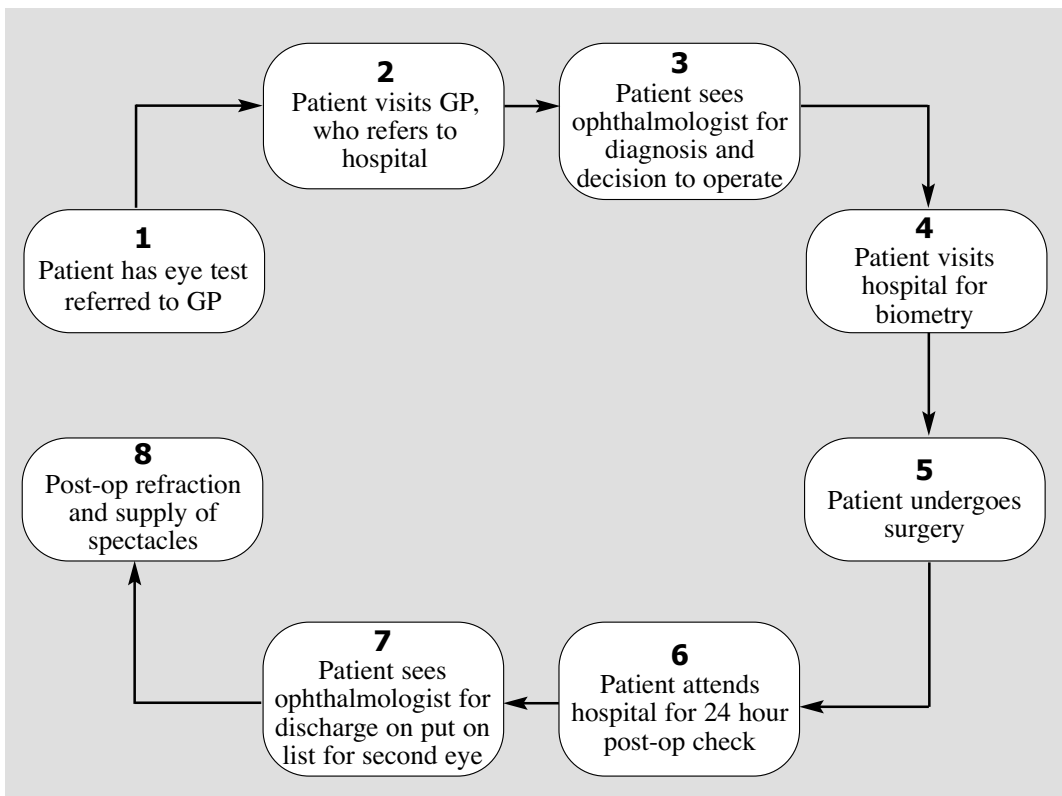 1
Patient has eye test
referred to GP
2
Patient visits GP,
who refers to
hospital
3
Patient sees
ophthalmologist for
diagnosis and
decision to operate
4
Patient visits
hospital for
biometry
5
Patient undergoes
surgery
6
Patient attends
hospital for 24 hour
post-op check
7
Patient sees
ophthalmologist for
discharge on put on
list for second eye
8
Post-op refraction
and supply of
spectacles